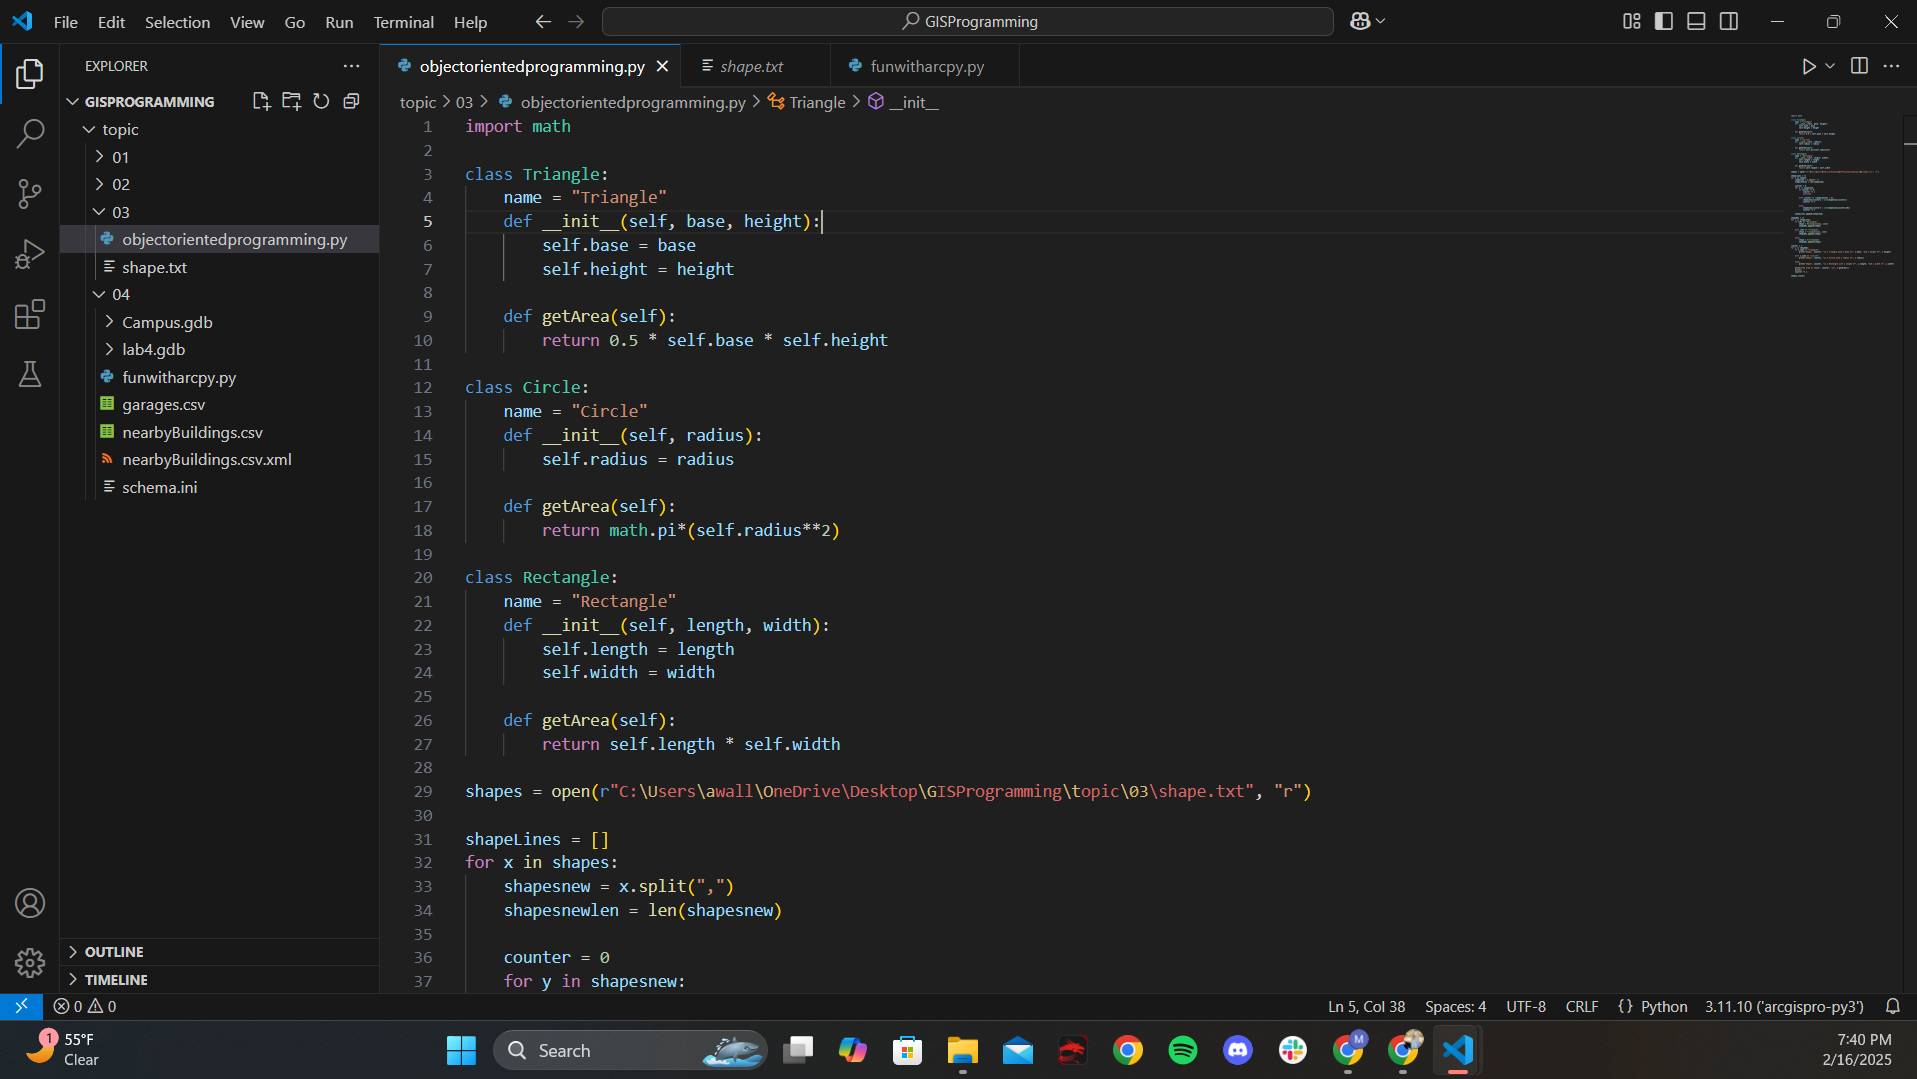 File Edit Selection View Go Run Terminal Help
GISProgramming
EXPLORER
GISPROGRAMMING
topic
01
02
03
objectorientedprogramming.py
shape.txt
04
Campus.gdb
lab4.gdb
funwitharcpy.py
garages.csv
nearbyBuildings.csv
nearbyBuildings.csv.xml
schema.ini
OUTLINE
TIMELINE
objectorientedprogramming.py
shape.txt
funwitharcpy.py
topic > 03 > objectorientedprogramming.py > Triangle > __init__
1 import math
2
3 class Triangle:
4 name = "Triangle"
5 def __init__(self, base, height):
6 self.base = base
7 self.height = height
8
9 def getArea(self):
10 return 0.5 * self.base * self.height
11
12 class Circle:
13 name = "Circle"
14 def __init__(self, radius):
15 self.radius = radius
16
17 def getArea(self):
18 return math.pi*(self.radius**2)
19
20 class Rectangle:
21 name = "Rectangle"
22 def __init__(self, length, width):
23 self.length = length
24 self.width = width
25
26 def getArea(self):
27 return self.length * self.width
28
29 shapes = open(r"C:\Users\awall\OneDrive\Desktop\GISProgramming\topic\03\shape.txt", "r")
30
31 shapeLines = []
32 for x in shapes:
33 shapesnew = x.split(",")
34 shapesnewlen = len(shapesnew)
35
36 counter = 0
37 for y in shapesnew:
0 0
Ln 5, Col 38 Spaces: 4 UTF-8 CRLF {} Python 3.11.10 ('arcgispro-py3')
1
55°F
Clear
Search
M
7:40 PM
2/16/2025